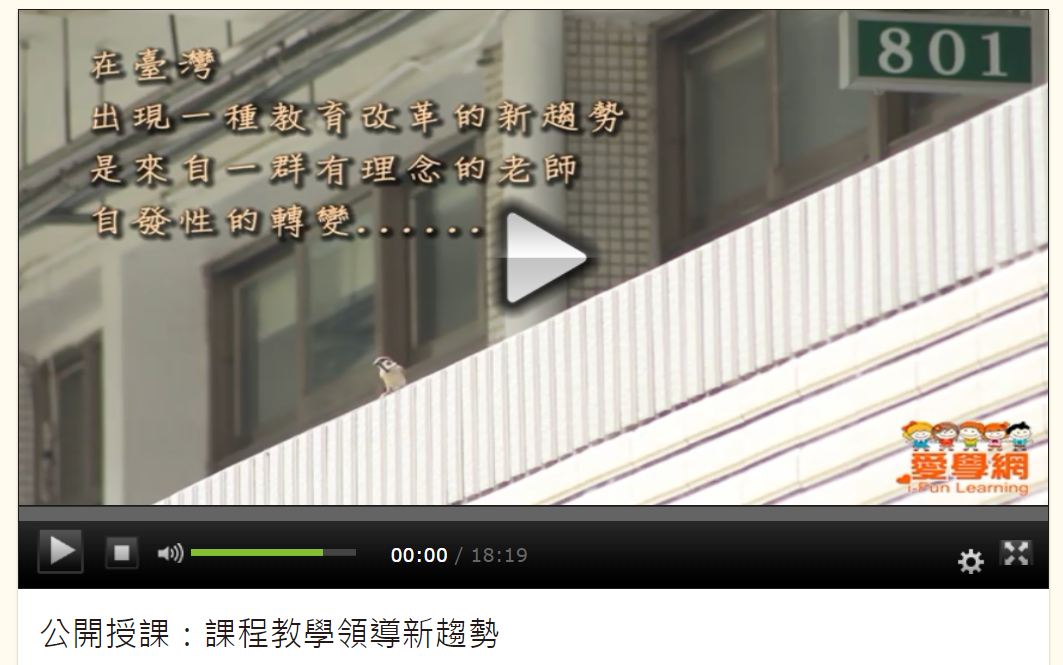 801
在臺灣
出現一種教育改革的新趨勢
是來自一群有理念的老師
自發性的轉變......
愛學網
i-Fun Learning
00:00 / 18:19
公開授課：課程教學領導新趨勢